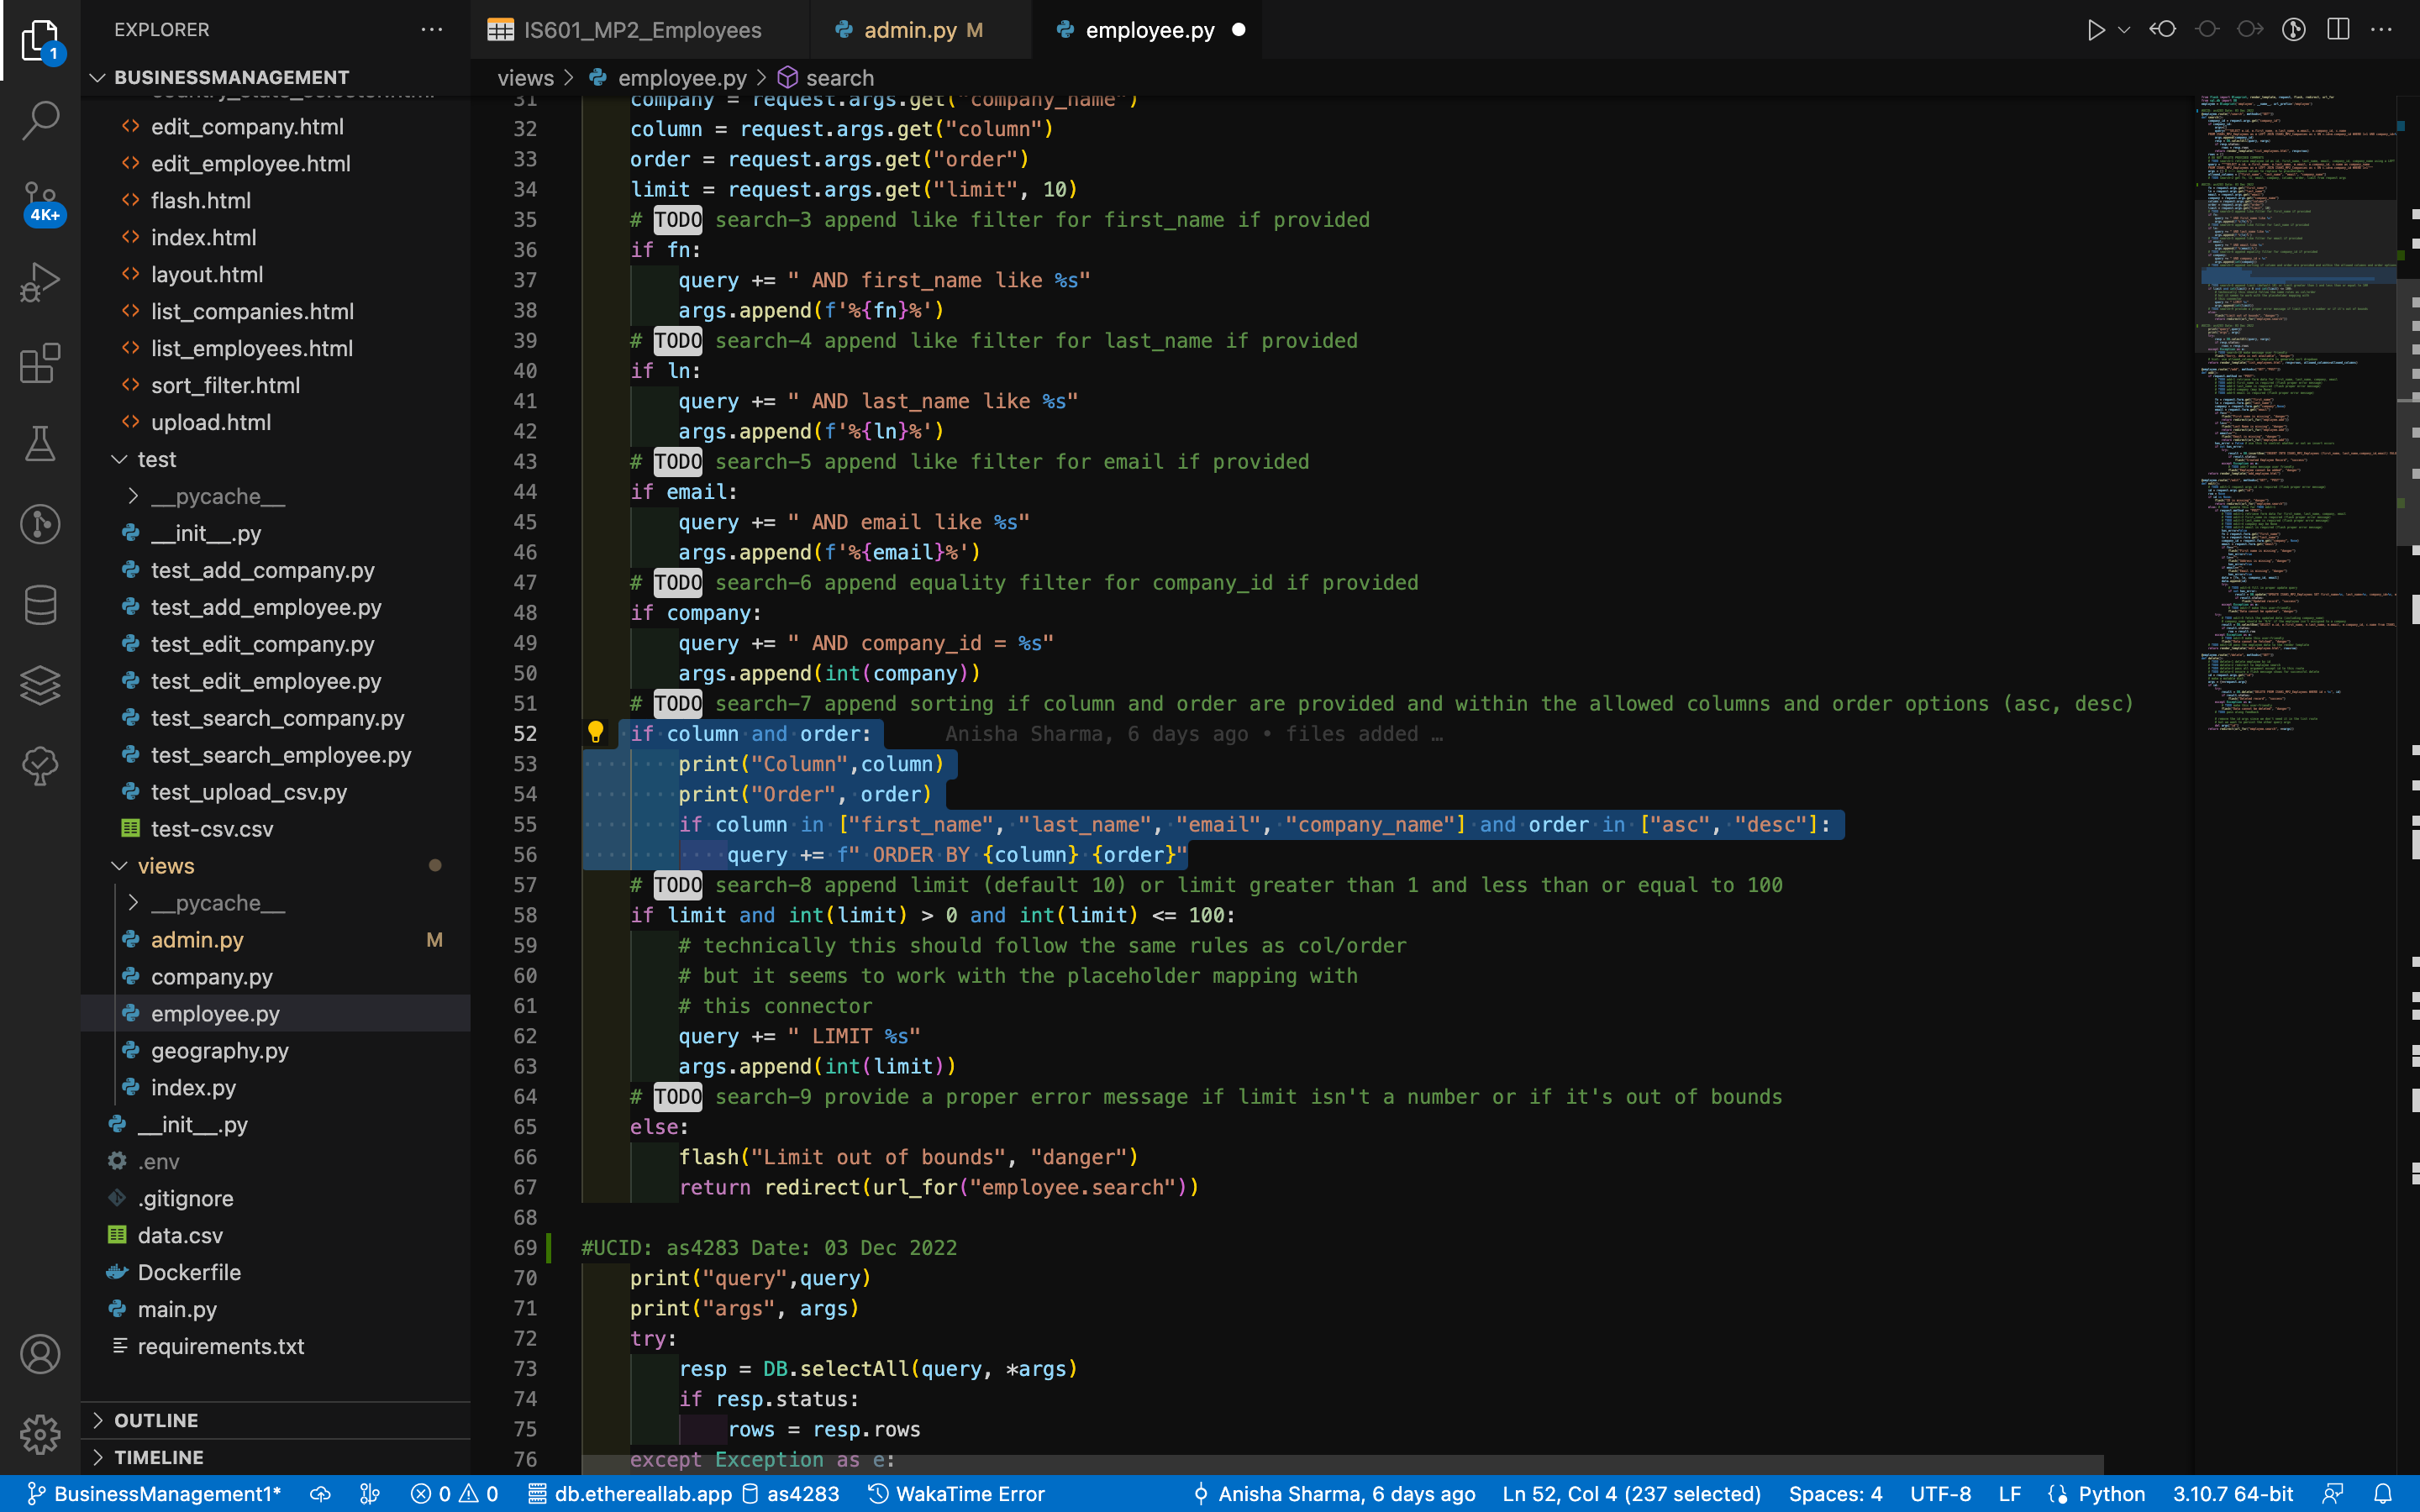 EXPLORER
IS601_MP2_Employees
admin.py M
employee.py
1
BUSINESSMANAGEMENT
views > employee.py > search
edit_company.html
edit_employee.html
flash.html
index.html
layout.html
list_companies.html
list_employees.html
sort_filter.html
upload.html
test
__pycache__
__init__.py
test_add_company.py
test_add_employee.py
test_edit_company.py
test_edit_employee.py
test_search_company.py
test_search_employee.py
test_upload_csv.py
test-csv.csv
views
__pycache__
admin.py M
company.py
employee.py
geography.py
index.py
__init__.py
.env
.gitignore
data.csv
Dockerfile
main.py
requirements.txt
OUTLINE
TIMELINE
4K+
31 company = request.args.get("company_name")
32 column = request.args.get("column")
33 order = request.args.get("order")
34 limit = request.args.get("limit", 10)
35 # TODO search-3 append like filter for first_name if provided
36 if fn:
37 query += " AND first_name like %s"
38 args.append(f'%{fn}%')
39 # TODO search-4 append like filter for last_name if provided
40 if ln:
41 query += " AND last_name like %s"
42 args.append(f'%{ln}%')
43 # TODO search-5 append like filter for email if provided
44 if email:
45 query += " AND email like %s"
46 args.append(f'%{email}%')
47 # TODO search-6 append equality filter for company_id if provided
48 if company:
49 query += " AND company_id = %s"
50 args.append(int(company))
51 # TODO search-7 append sorting if column and order are provided and within the allowed columns and order options (asc, desc)
52 if column and order: Anisha Sharma, 6 days ago • files added …
53 print("Column",column)
54 print("Order", order)
55 if column in ["first_name", "last_name", "email", "company_name"] and order in ["asc", "desc"]:
56 query += f" ORDER BY {column} {order}"
57 # TODO search-8 append limit (default 10) or limit greater than 1 and less than or equal to 100
58 if limit and int(limit) > 0 and int(limit) <= 100:
59 # technically this should follow the same rules as col/order
60 # but it seems to work with the placeholder mapping with
61 # this connector
62 query += " LIMIT %s"
63 args.append(int(limit))
64 # TODO search-9 provide a proper error message if limit isn't a number or if it's out of bounds
65 else:
66 flash("Limit out of bounds", "danger")
67 return redirect(url_for("employee.search"))
68
69 #UCID: as4283 Date: 03 Dec 2022
70 print("query",query)
71 print("args", args)
72 try:
73 resp = DB.selectAll(query, *args)
74 if resp.status:
75 rows = resp.rows
76 except Exception as e:
BusinessManagement1* 0 0 db.ethereallab.app as4283 WakaTime Error Anisha Sharma, 6 days ago Ln 52, Col 4 (237 selected) Spaces: 4 UTF-8 LF Python 3.10.7 64-bit